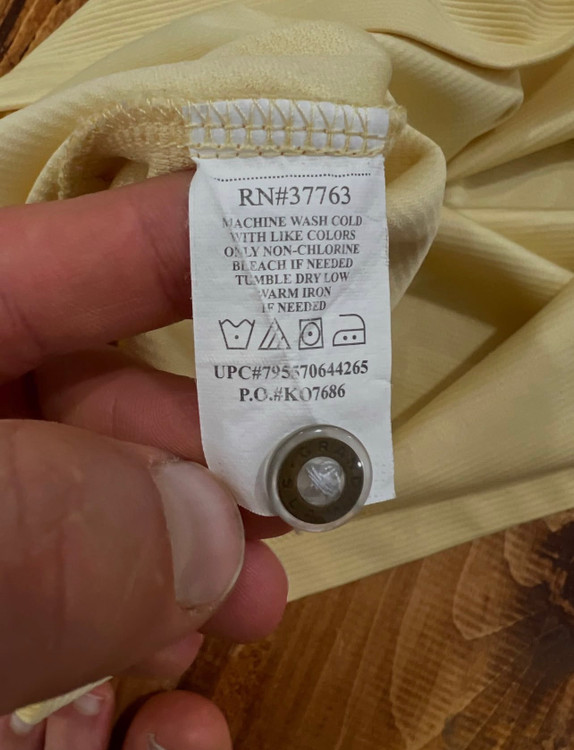 RN#37763
MACHINE WASH COLD
WITH LIKE COLORS
ONLY NON-CHLORINE
BLEACH IF NEEDED
TUMBLE DRY LOW
WARM IRON
IF NEEDED
UPC#795370644265
P.O.#KO7686